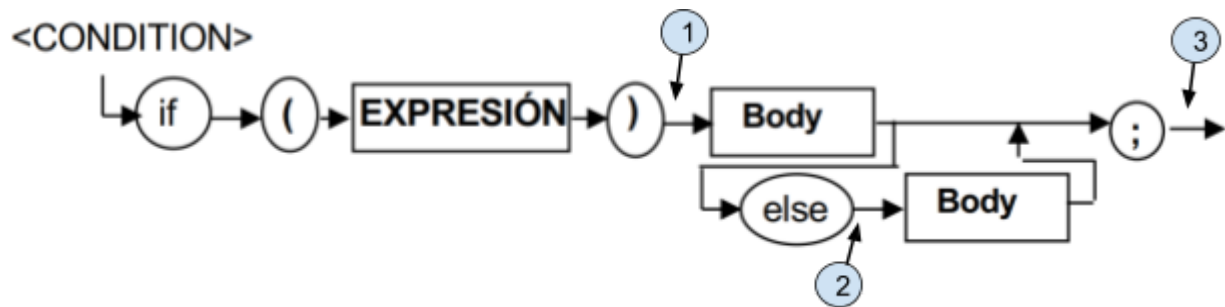 <CONDITION>
1
3
if ( EXPRESIÓN ) Body ;
else Body
2